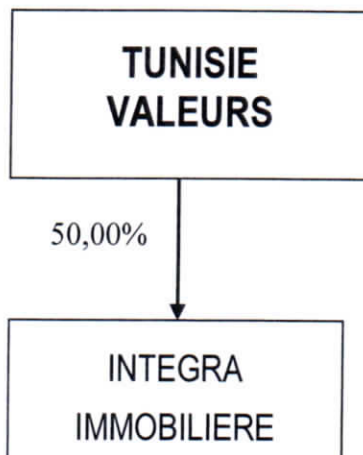 TUNISIE
VALEURS
50,00%
INTEGRA
IMMOBILIERE